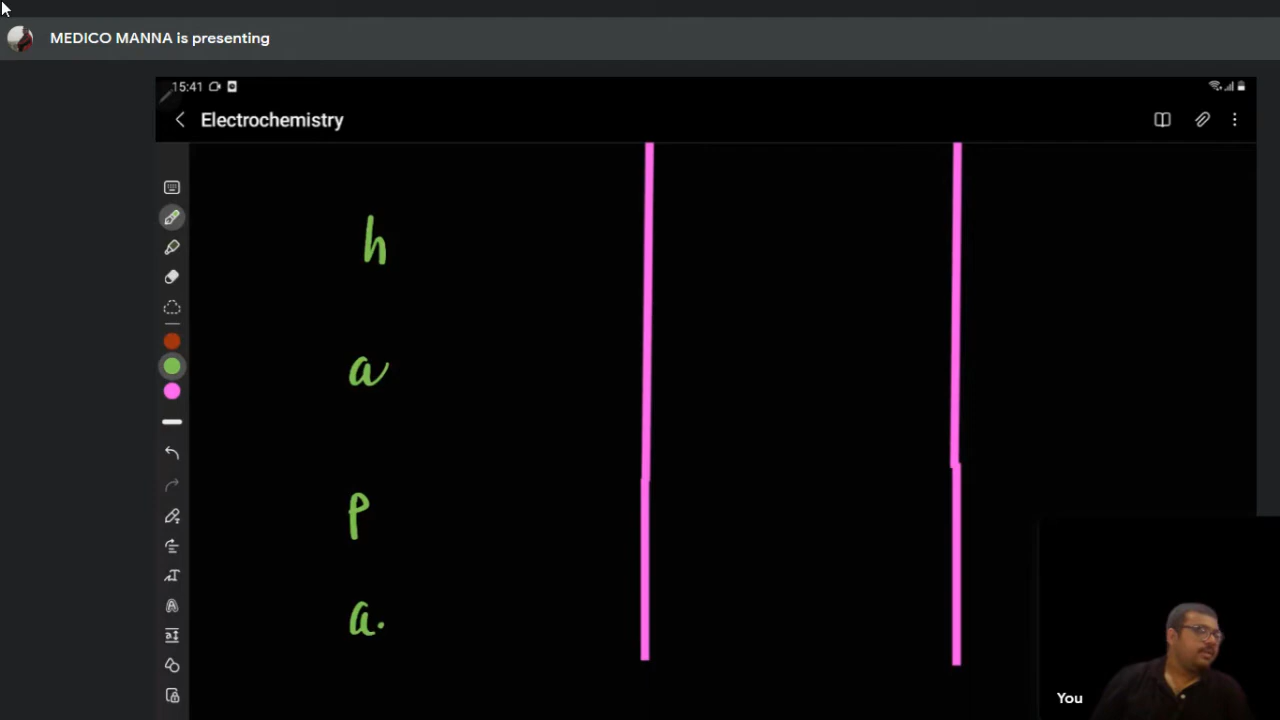 MEDICO MANNA is presenting
15:41
Electrochemistry
h
a
p
a.
You